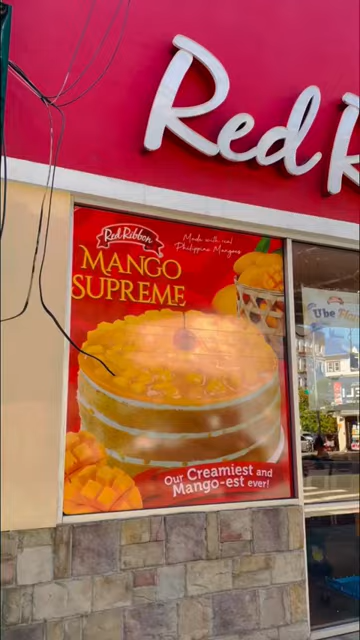 Red R
Red Ribbon
Made with real
Philippine Mangoes
MANGO
SUPREME
Ube
Our Creamiest and
Mango-est ever!